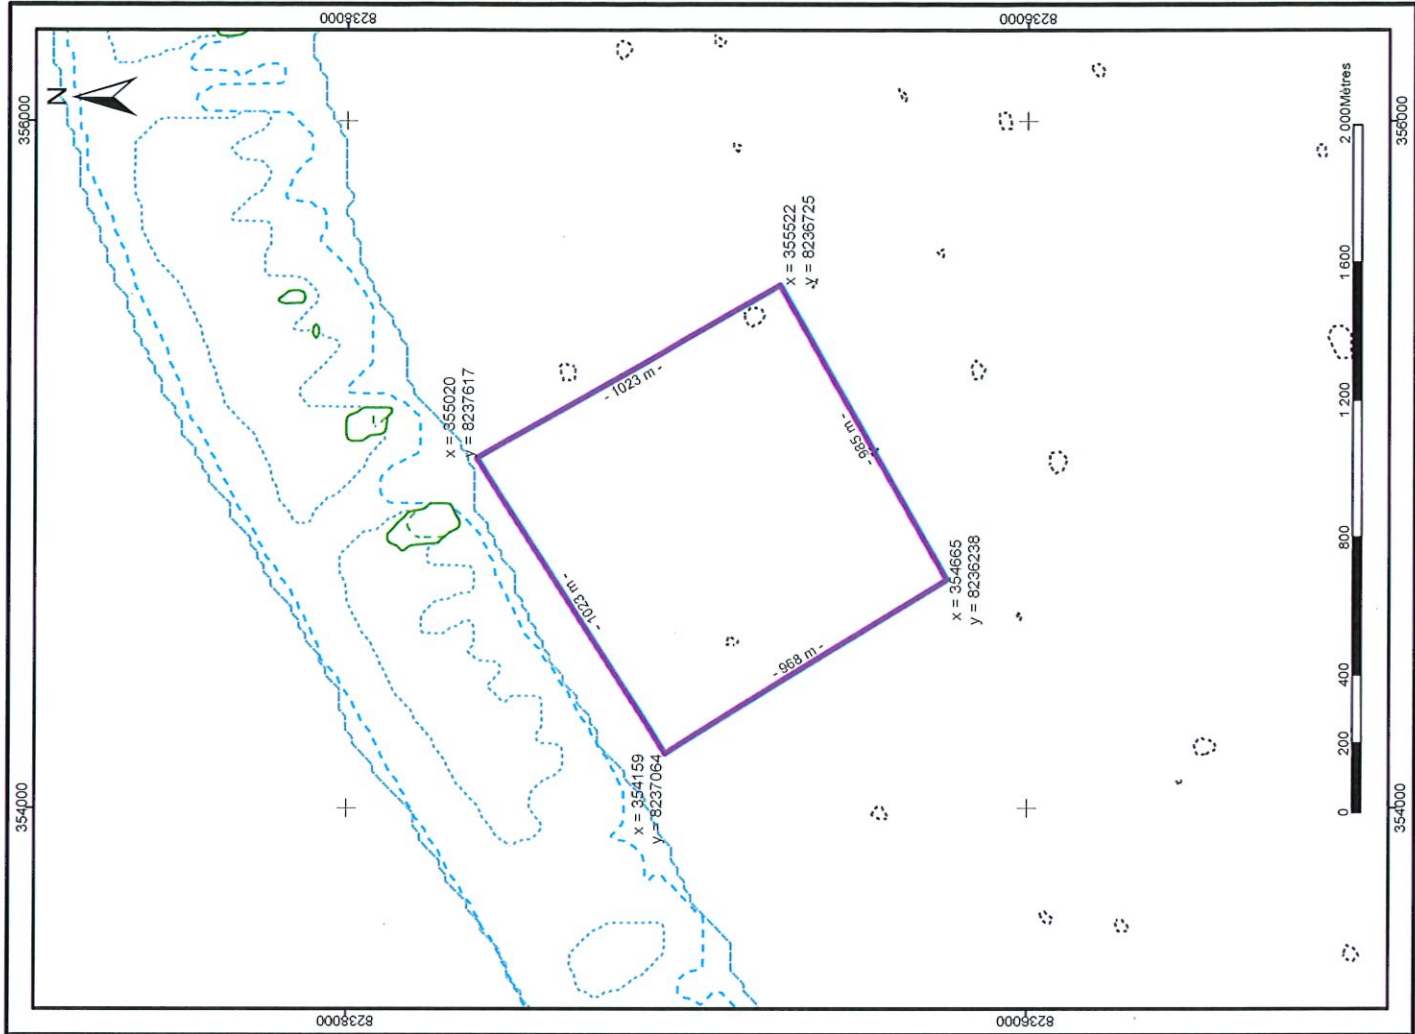 8238000
8236000
N
356000
356000
x = 355020
y = 8237617
x = 355522
y = 8236725
- 1023 m -
- 1023 m -
- 985 m -
- 968 m -
x = 354159
y = 8237064
x = 354665
y = 8236238
0 200 400 800 1 200 1 600 2 000Mètres
354000
354000
8238000
8236000